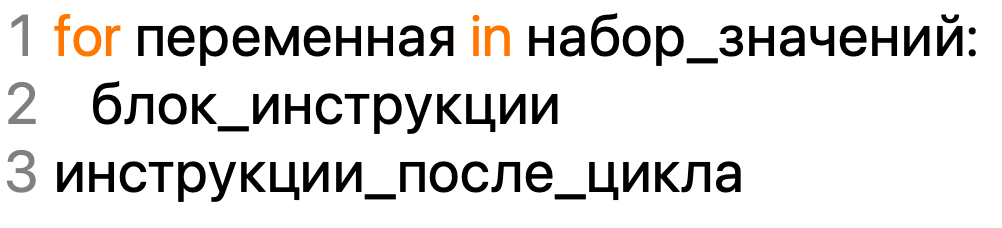 1 for переменная in набор_значений:
2 блок_инструкции
3 инструкции_после_цикла